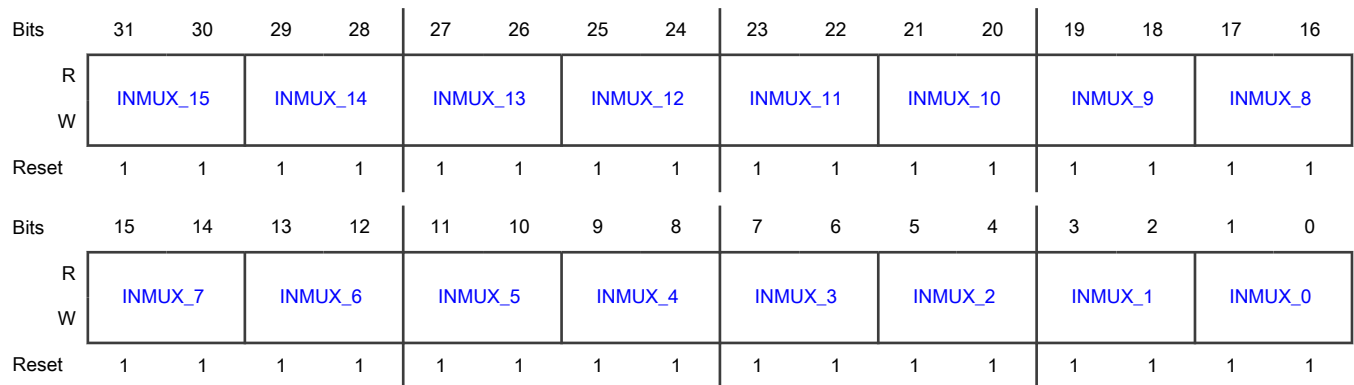 Bits 31 30 29 28 27 26 25 24 23 22 21 20 19 18 17 16
R
INMUX_15 INMUX_14 INMUX_13 INMUX_12 INMUX_11 INMUX_10 INMUX_9 INMUX_8
W
Reset 1 1 1 1 1 1 1 1 1 1 1 1 1 1 1 1
Bits 15 14 13 12 11 10 9 8 7 6 5 4 3 2 1 0
R
INMUX_7 INMUX_6 INMUX_5 INMUX_4 INMUX_3 INMUX_2 INMUX_1 INMUX_0
W
Reset 1 1 1 1 1 1 1 1 1 1 1 1 1 1 1 1